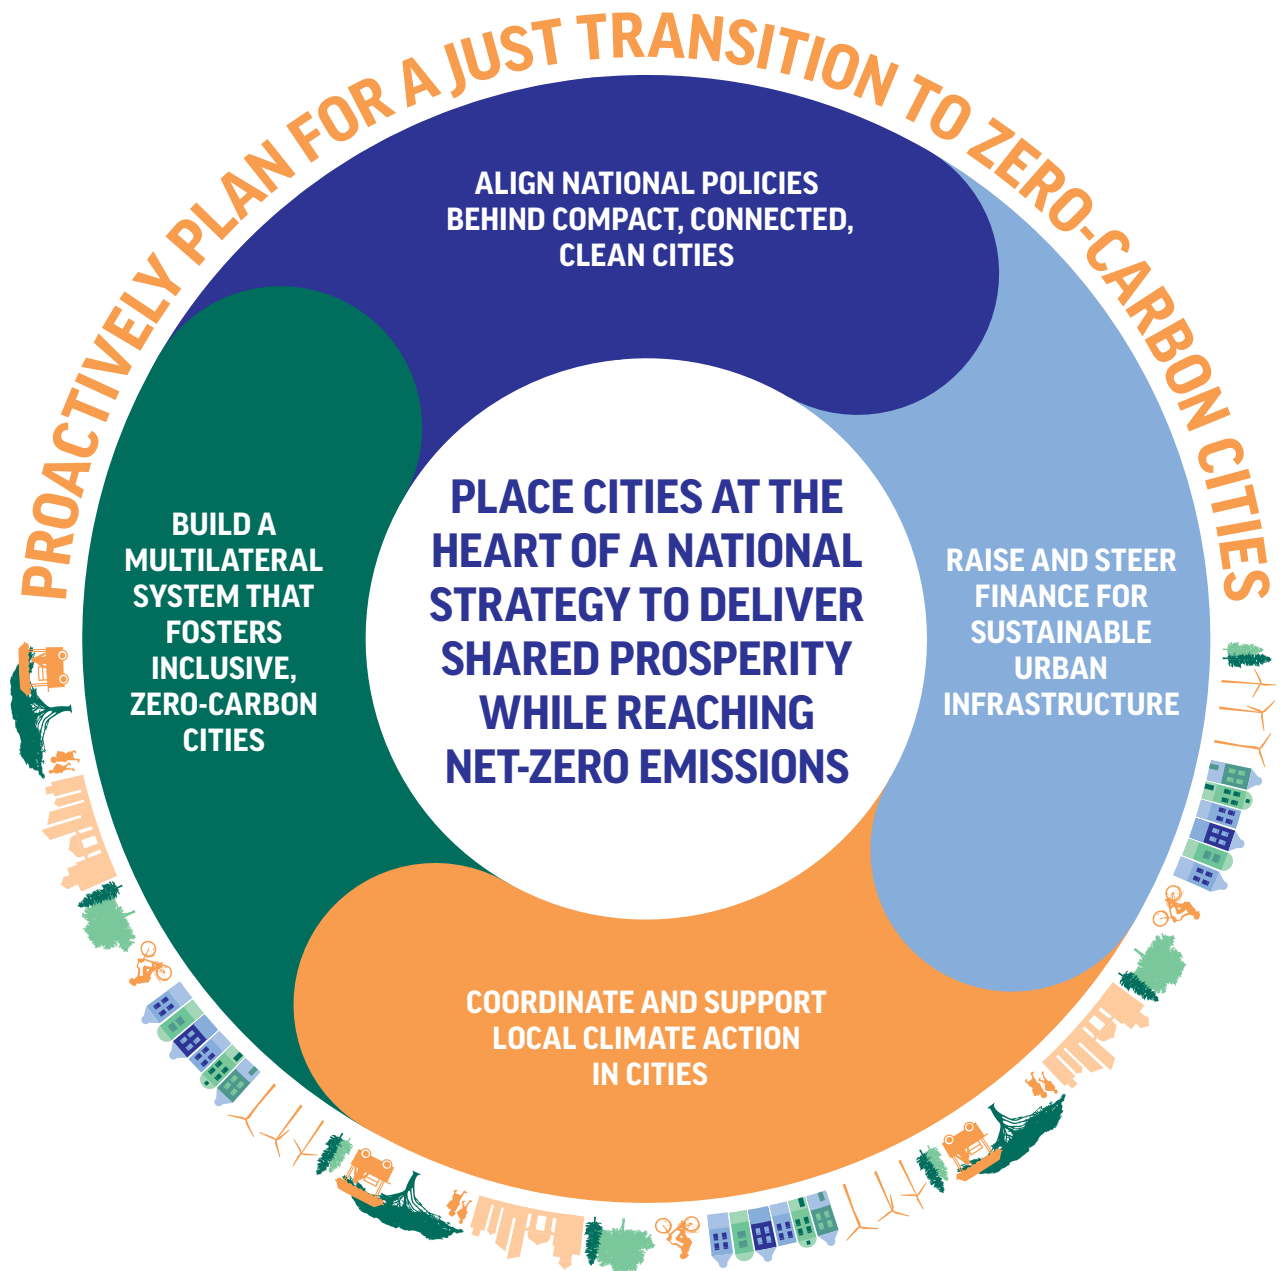 PROACTIVELY PLAN FOR A JUST TRANSITION TO ZERO-CARBON CITIES
ALIGN NATIONAL POLICIES
BEHIND COMPACT, CONNECTED,
CLEAN CITIES
PLACE CITIES AT THE
HEART OF A NATIONAL
STRATEGY TO DELIVER
SHARED PROSPERITY
WHILE REACHING
NET-ZERO EMISSIONS
BUILD A
MULTILATERAL
SYSTEM THAT
FOSTERS
INCLUSIVE,
ZERO-CARBON
CITIES
RAISE AND STEER
FINANCE FOR
SUSTAINABLE
URBAN
INFRASTRUCTURE
COORDINATE AND SUPPORT
LOCAL CLIMATE ACTION
IN CITIES